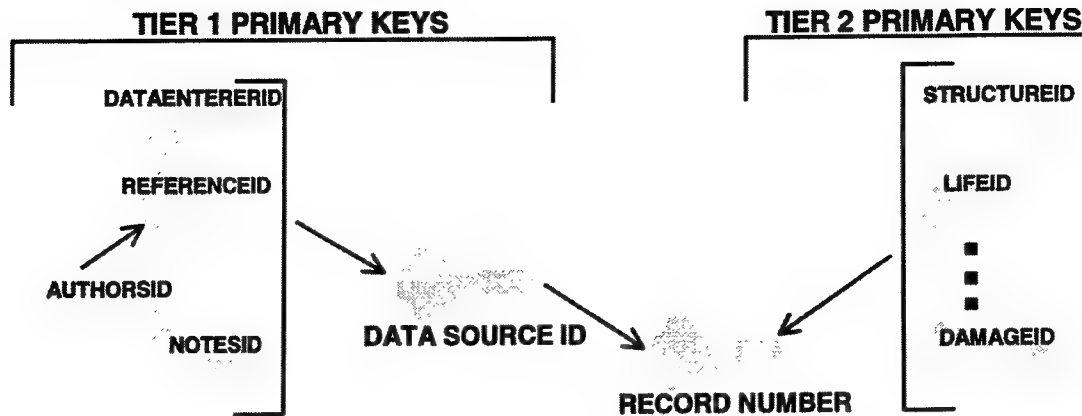 TIER 1 PRIMARY KEYS
TIER 2 PRIMARY KEYS
DATAENTERERID
REFERENCEID
AUTHORSID
NOTESID
DATA SOURCE ID
RECORD NUMBER
STRUCTUREID
LIFEID
DAMAGEID